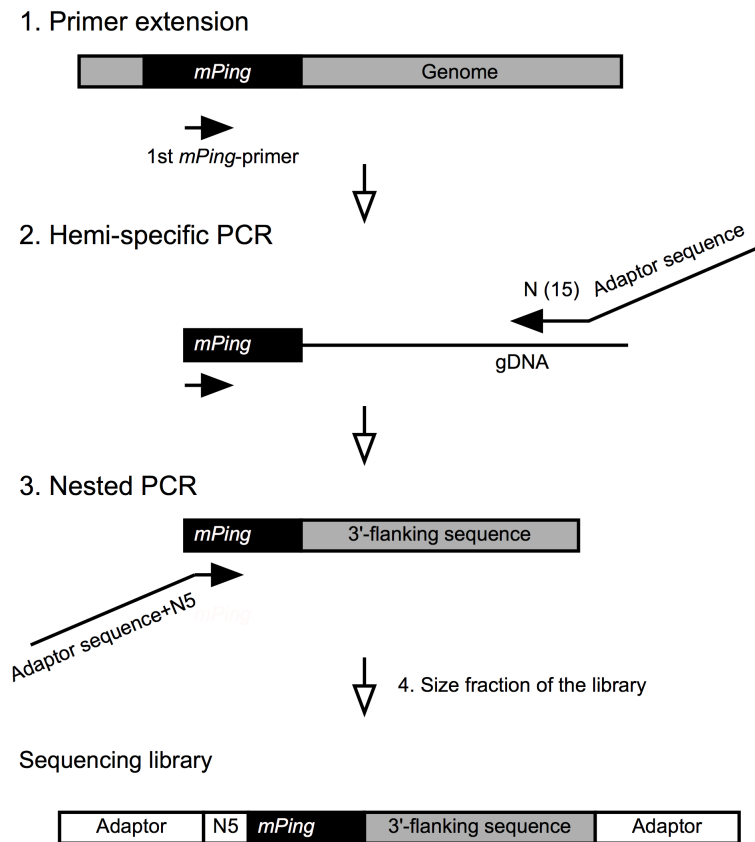 1. Primer extension
mPing
Genome
1st mPing-primer
2. Hemi-specific PCR
N (15)
Adaptor sequence
mPing
gDNA
3. Nested PCR
mPing
3'-flanking sequence
Adaptor sequence+N5
mPing
4. Size fraction of the library
Sequencing library
Adaptor
N5
mPing
3'-flanking sequence
Adaptor